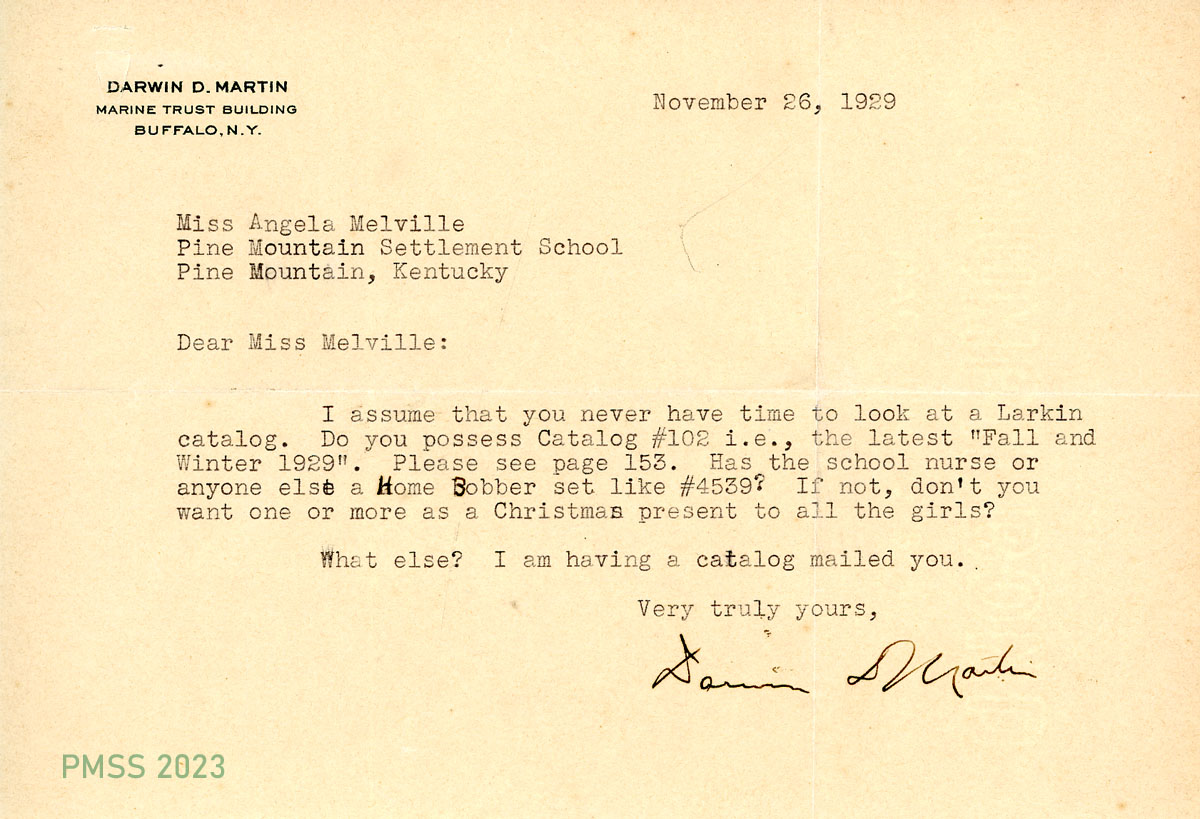 DARWIN D. MARTIN
MARINE TRUST BUILDING
BUFFALO, N.Y.
November 26, 1929
Miss Angela Melville
Pine Mountain Settlement School
Pine Mountain, Kentucky
Dear Miss Melville:
I assume that you never have time to look at a Larkin
catalog. Do you possess Catalog #102 i.e., the latest "Fall and
Winter 1929". Please see page 153. Has the school nurse or
anyone else a Home Bobber set like #4539? If not, don't you
want one or more as a Christmas present to all the girls?
What else? I am having a catalog mailed you.
Very truly yours,
Darwin D Martin
PMSS 2023